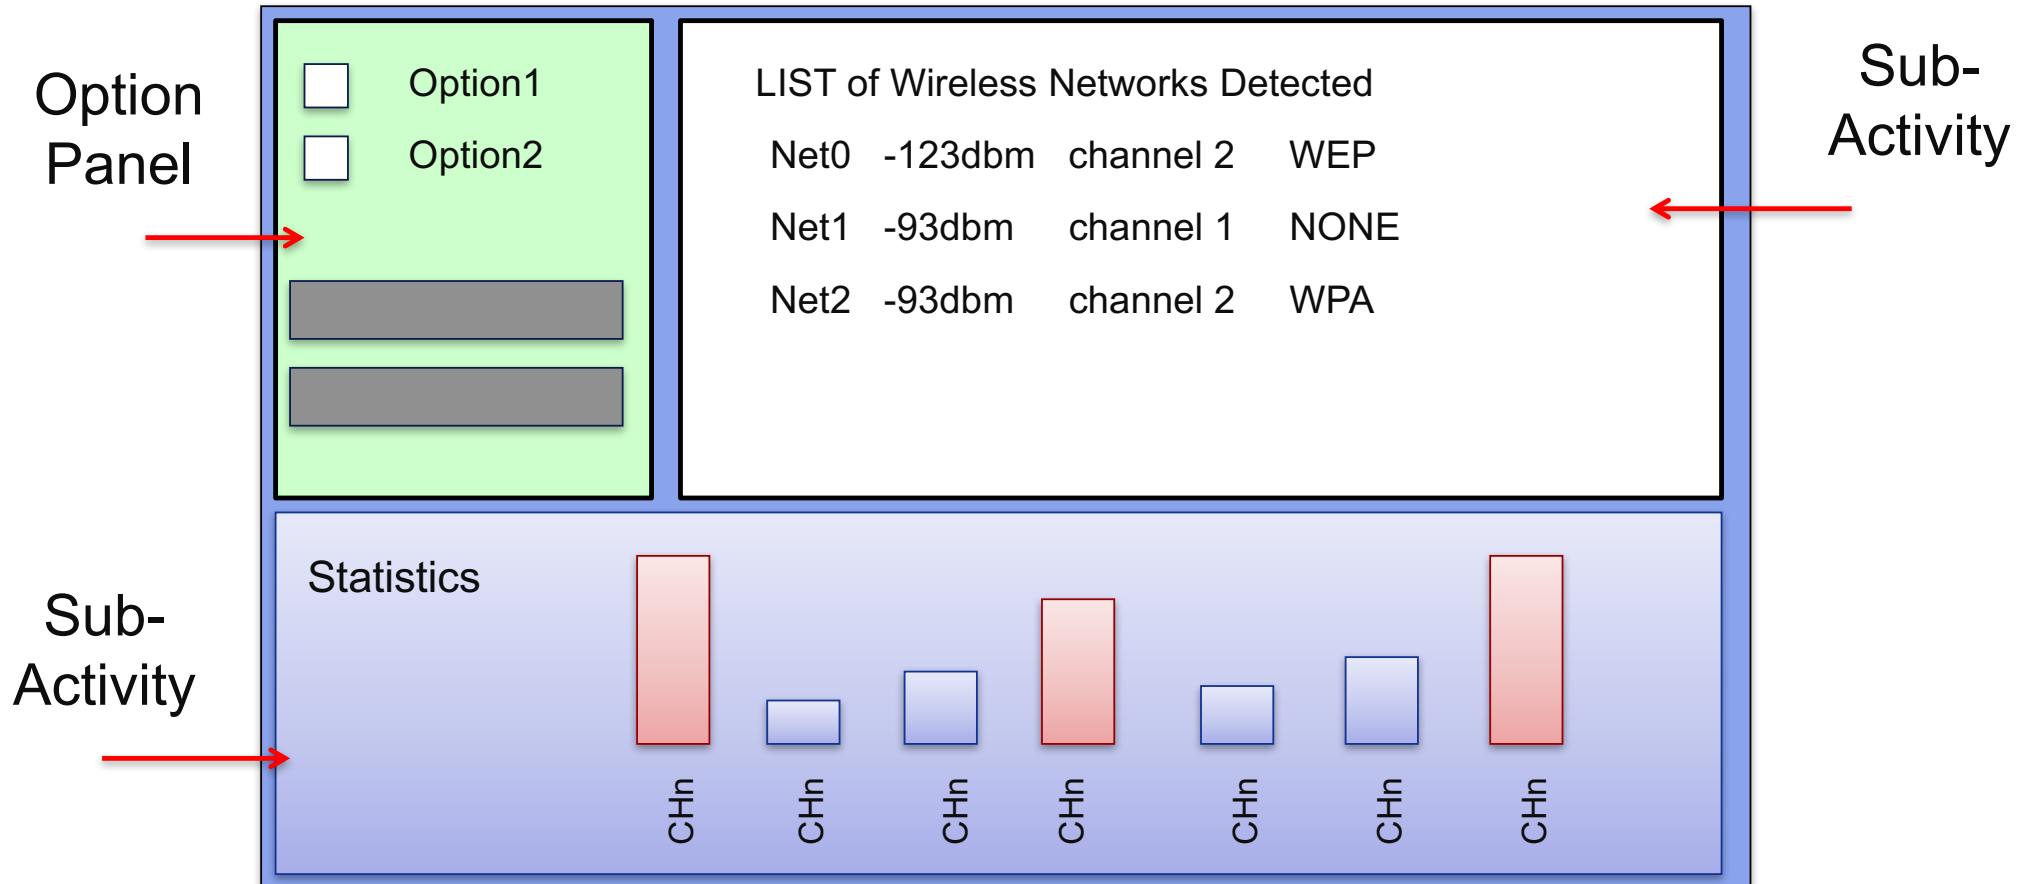 Option
Panel
Option1
Option2
LIST of Wireless Networks Detected
Net0 -123dbm channel 2 WEP
Net1 -93dbm channel 1 NONE
Net2 -93dbm channel 2 WPA
Sub-
Activity
Sub-
Activity
Statistics
CHn CHn CHn CHn CHn CHn CHn